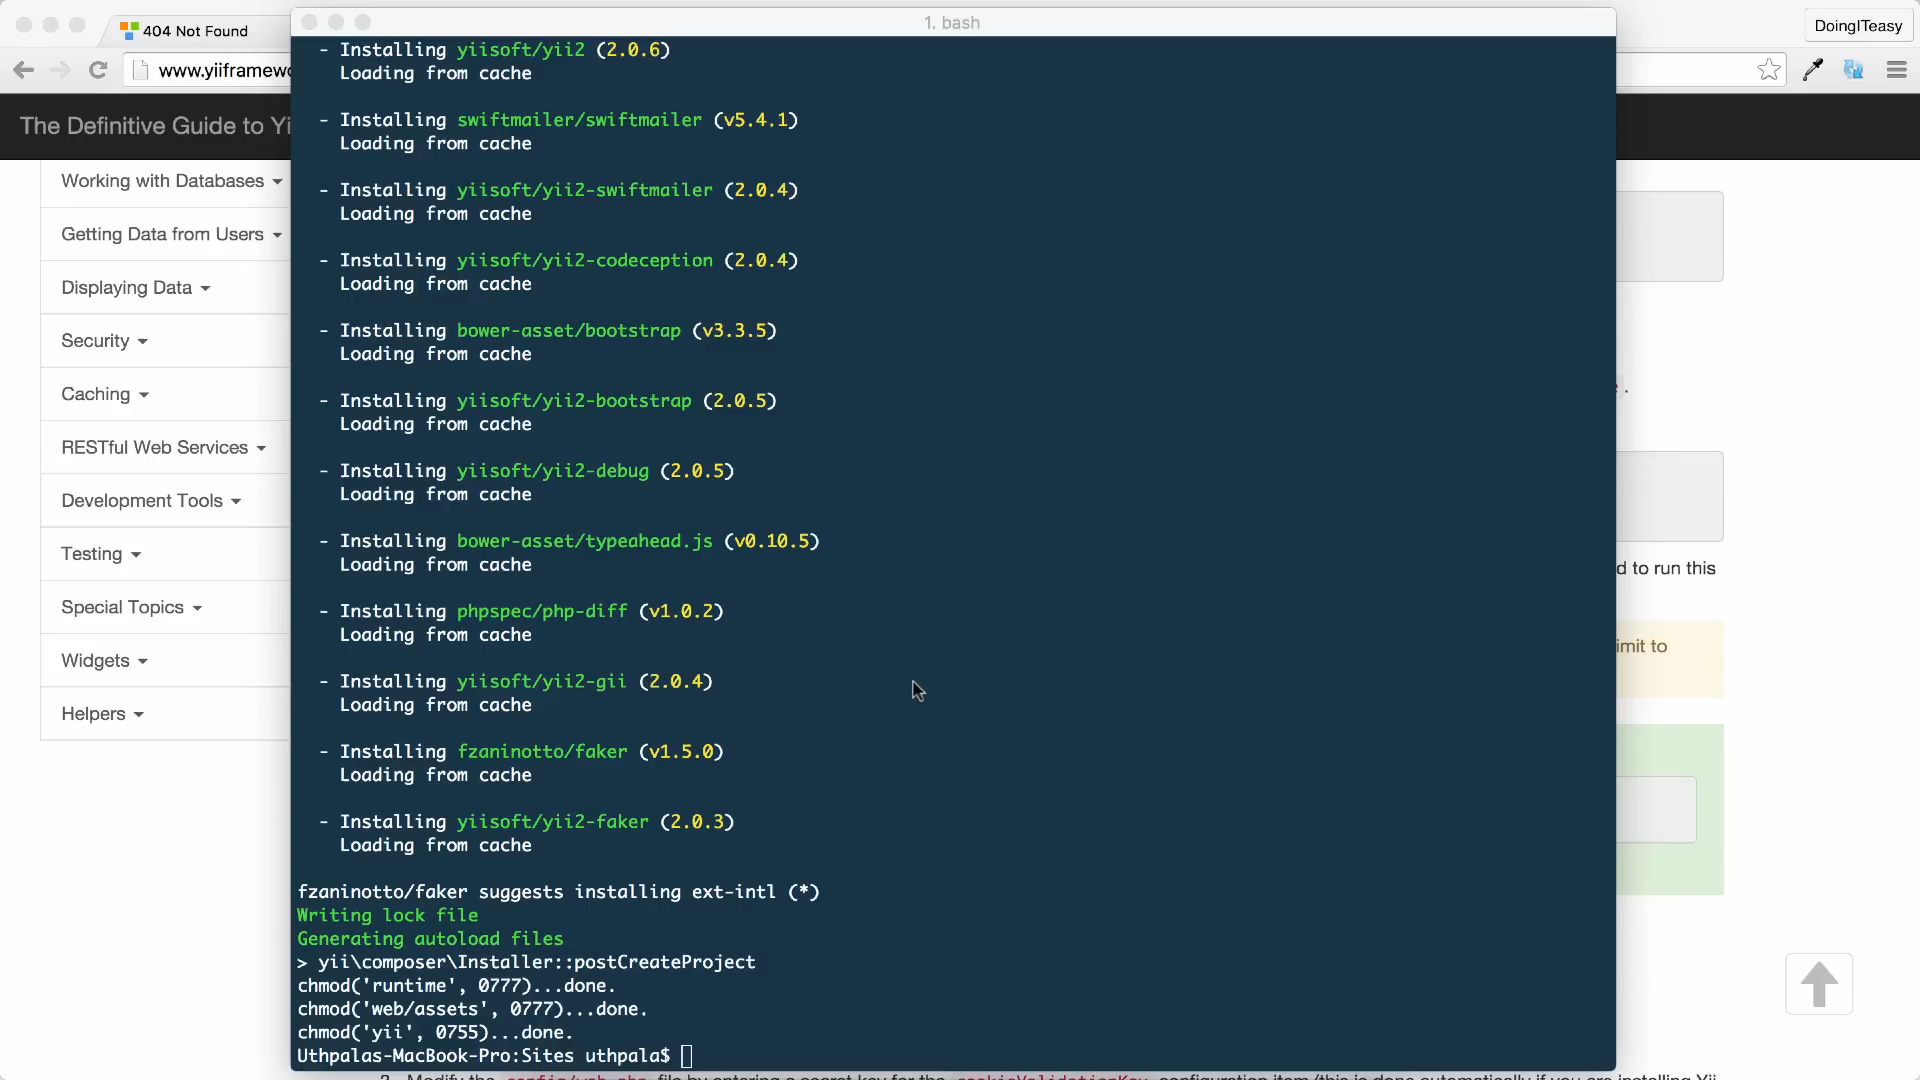 1. bash
404 Not Found
DoingITeasy
www.yiiframewo
The Definitive Guide to Yi
Working with Databases
Getting Data from Users
Displaying Data
Security
Caching
RESTful Web Services
Development Tools
Testing
Special Topics
Widgets
Helpers
- Installing yiisoft/yii2 (2.0.6)
Loading from cache
- Installing swiftmailer/swiftmailer (v5.4.1)
Loading from cache
- Installing yiisoft/yii2-swiftmailer (2.0.4)
Loading from cache
- Installing yiisoft/yii2-codeception (2.0.4)
Loading from cache
- Installing bower-asset/bootstrap (v3.3.5)
Loading from cache
- Installing yiisoft/yii2-bootstrap (2.0.5)
Loading from cache
- Installing yiisoft/yii2-debug (2.0.5)
Loading from cache
- Installing bower-asset/typeahead.js (v0.10.5)
Loading from cache
- Installing phpspec/php-diff (v1.0.2)
Loading from cache
- Installing yiisoft/yii2-gii (2.0.4)
Loading from cache
- Installing fzaninotto/faker (v1.5.0)
Loading from cache
- Installing yiisoft/yii2-faker (2.0.3)
Loading from cache
fzaninotto/faker suggests installing ext-intl (*)
Writing lock file
Generating autoload files
> yii\composer\Installer::postCreateProject
chmod('runtime', 0777)...done.
chmod('web/assets', 0777)...done.
chmod('yii', 0755)...done.
Uthpalas-MacBook-Pro:Sites uthpala$
d to run this
imit to